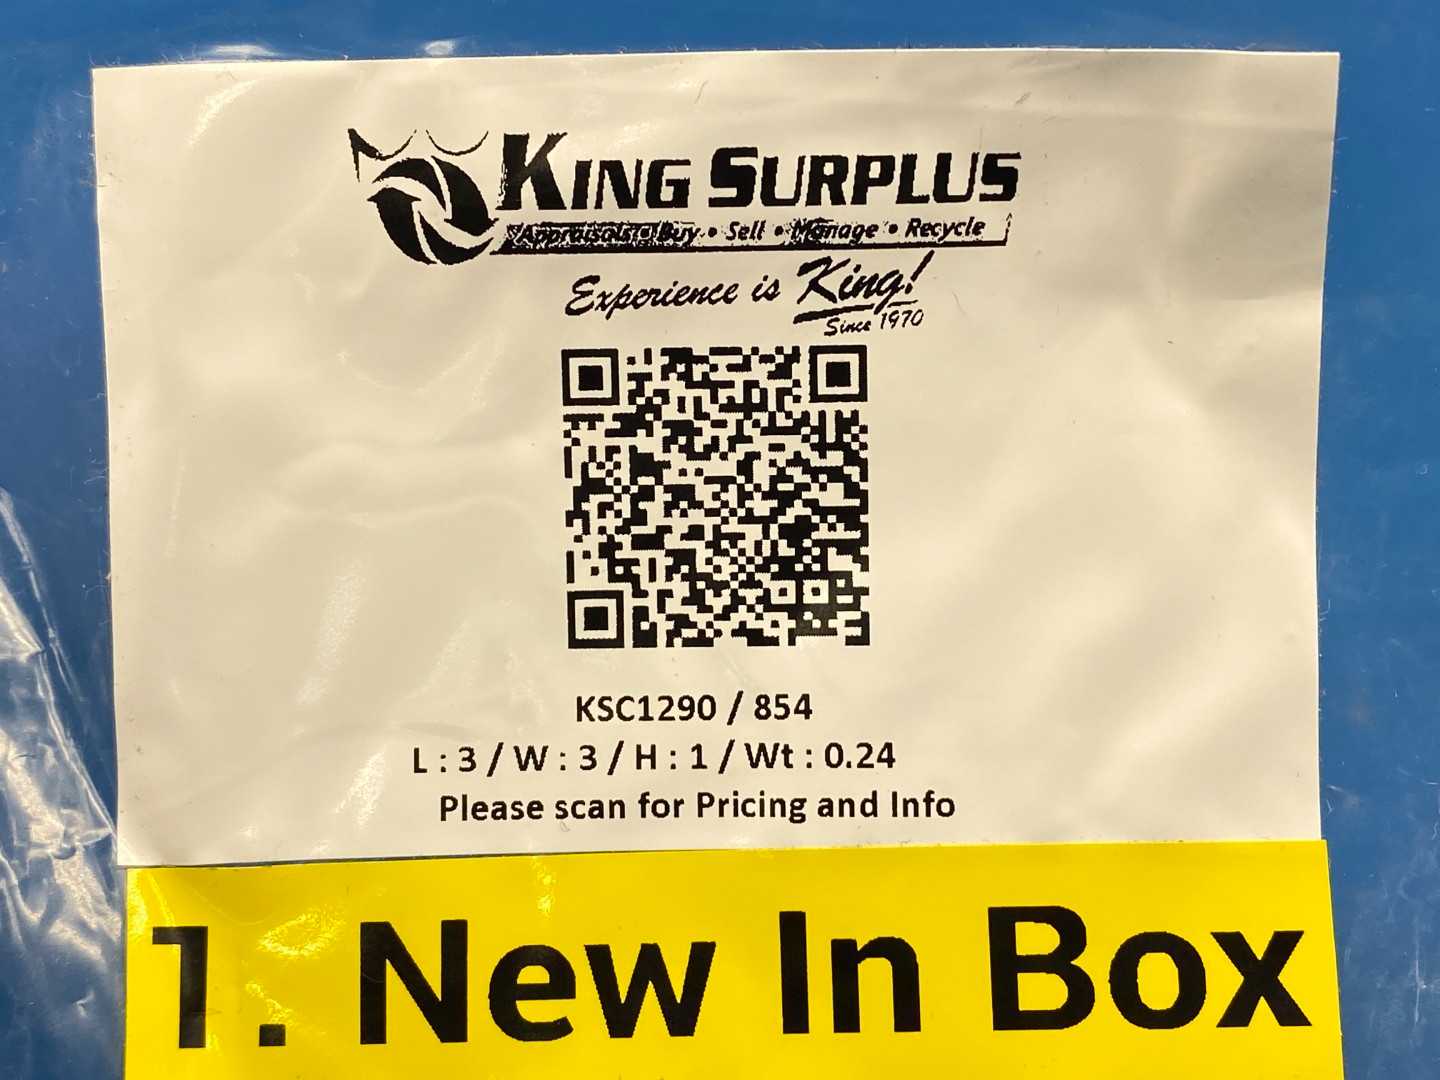 KING SURPLUS
Appraisals • Buy • Sell • Manage • Recycle
Experience is King!
Since 1970
KSC1290 / 854
L : 3 / W : 3 / H : 1 / Wt : 0.24
Please scan for Pricing and Info
1. New In Box